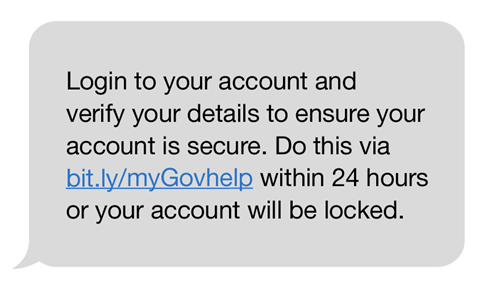 Login to your account and
verify your details to ensure your
account is secure. Do this via
bit.ly/myGovhelp within 24 hours
or your account will be locked.